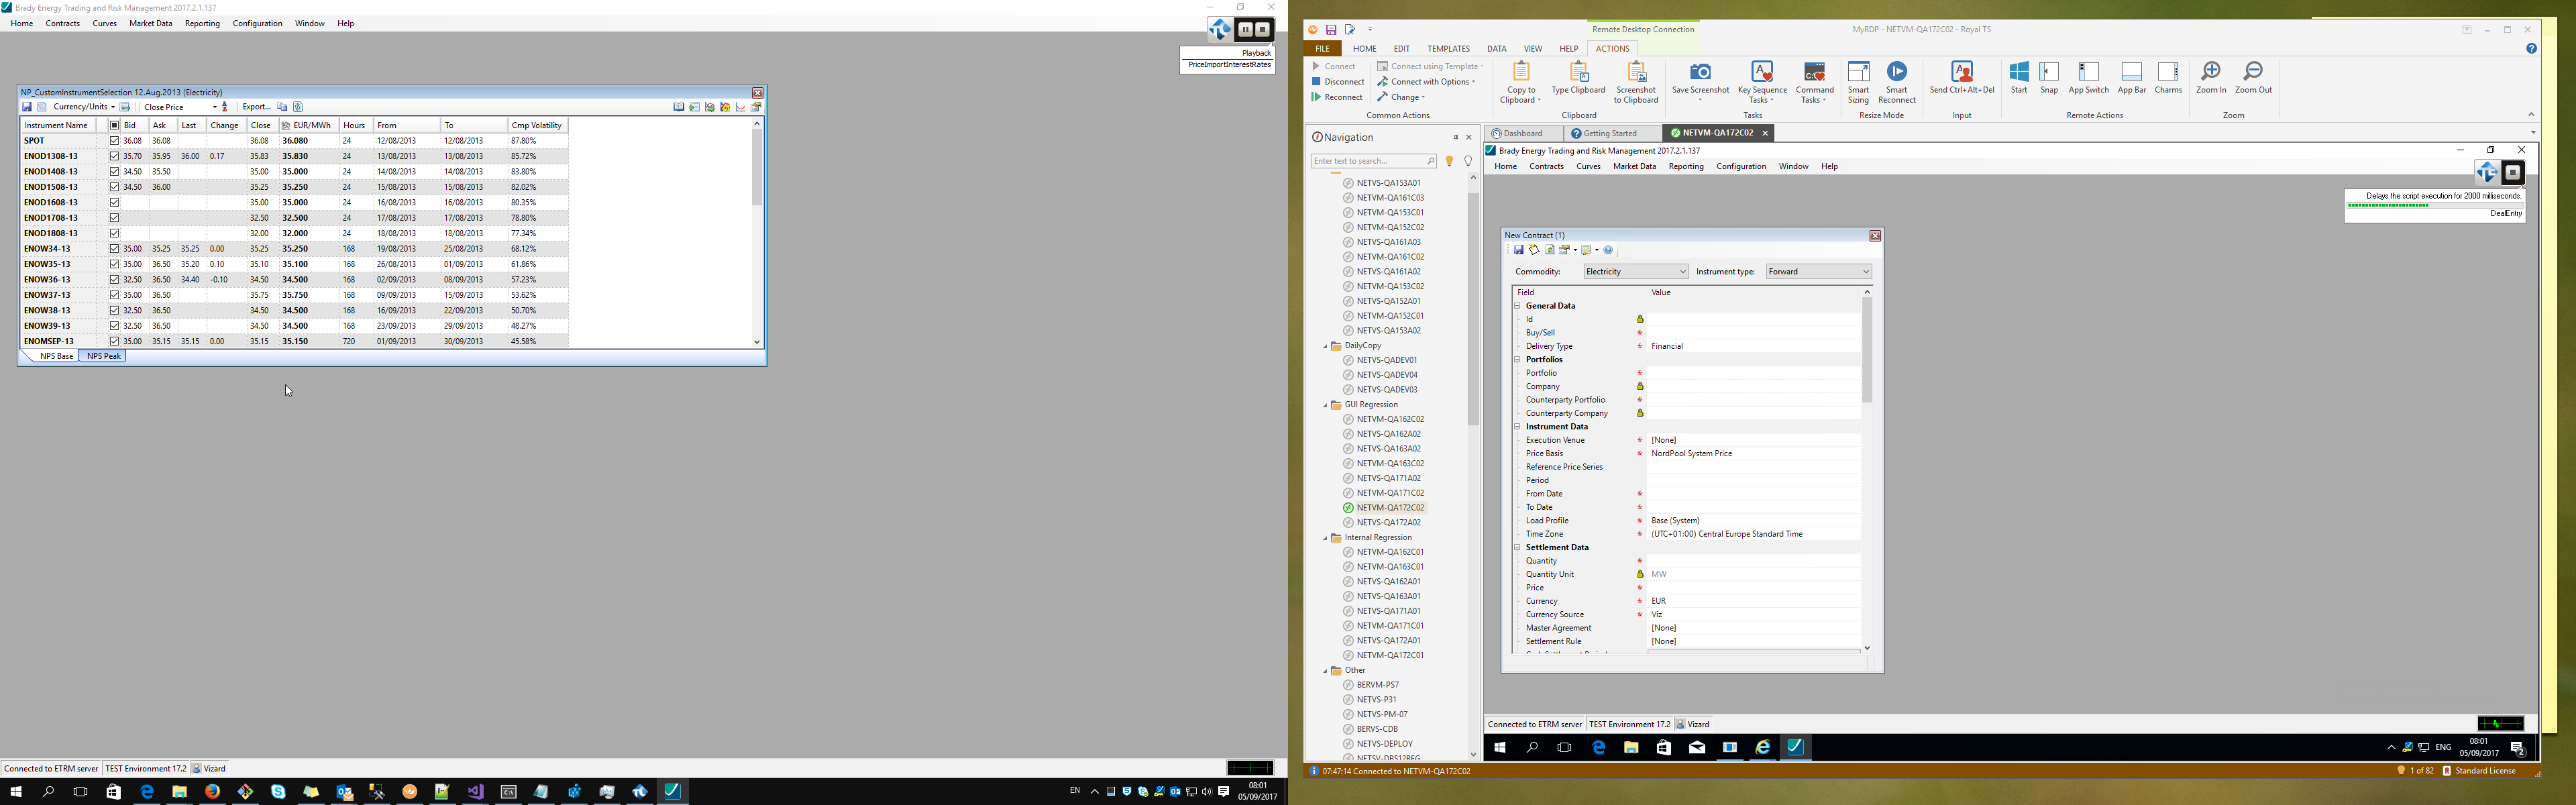 Brady Energy Trading and Risk Management 2017.2.1.137
Home Contracts Curves Market Data Reporting Configuration Window Help
Playback
PriceImportInterestRates
NP_CustomInstrumentSelection 12.Aug.2013 (Electricity)
Currency/Units Close Price Export...
Instrument Name Bid Ask Last Change Close EUR/MWh Hours From To Cmp Volatility
SPOT 36.08 36.08 36.08 36.080 24 12/08/2013 12/08/2013 87.80%
ENOD1308-13 35.70 35.95 36.00 0.17 35.83 35.830 24 13/08/2013 13/08/2013 85.72%
ENOD1408-13 34.50 35.50 35.00 35.000 24 14/08/2013 14/08/2013 83.80%
ENOD1508-13 34.50 36.00 35.25 35.250 24 15/08/2013 15/08/2013 82.02%
ENOD1608-13 35.00 35.000 24 16/08/2013 16/08/2013 80.35%
ENOD1708-13 32.50 32.500 24 17/08/2013 17/08/2013 78.80%
ENOD1808-13 32.00 32.000 24 18/08/2013 18/08/2013 77.34%
ENOW34-13 35.00 35.25 35.25 0.00 35.25 35.250 168 19/08/2013 25/08/2013 68.12%
ENOW35-13 35.00 36.50 35.20 0.10 35.10 35.100 168 26/08/2013 01/09/2013 61.86%
ENOW36-13 32.50 36.50 34.40 -0.10 34.50 34.500 168 02/09/2013 08/09/2013 57.23%
ENOW37-13 35.00 36.50 35.75 35.750 168 09/09/2013 15/09/2013 53.62%
ENOW38-13 32.50 36.50 34.50 34.500 168 16/09/2013 22/09/2013 50.70%
ENOW39-13 32.50 36.50 34.50 34.500 168 23/09/2013 29/09/2013 48.27%
ENOMSEP-13 35.00 35.15 35.15 0.00 35.15 35.150 720 01/09/2013 30/09/2013 45.58%
NPS Base NPS Peak
Connected to ETRM server TEST Environment 17.2 Vizard
EN 08:01
05/09/2017
Remote Desktop Connection MyRDP - NETVM-QA172C02 - Royal TS
FILE HOME EDIT TEMPLATES DATA VIEW HELP ACTIONS
Connect
Disconnect
Reconnect
Connect using Template
Connect with Options
Change
Common Actions
Copy to Clipboard
Type Clipboard
Screenshot to Clipboard
Clipboard
Save Screenshot
Key Sequence Tasks
Command Tasks
Tasks
Smart Sizing
Smart Reconnect
Resize Mode
Send Ctrl+Alt+Del
Input
Start Snap App Switch App Bar Charms
Remote Actions
Zoom In Zoom Out
Zoom
Navigation
Enter text to search...
NETVS-QA153A01
NETVM-QA161C03
NETVM-QA153C01
NETVM-QA152C02
NETVS-QA161A03
NETVM-QA161C02
NETVS-QA161A02
NETVM-QA153C02
NETVS-QA152A01
NETVM-QA152C01
NETVS-QA153A02
DailyCopy
NETVS-QADEV01
NETVS-QADEV04
NETVS-QADEV03
GUI Regression
NETVM-QA162C02
NETVS-QA162A02
NETVS-QA163A02
NETVM-QA163C02
NETVS-QA171A02
NETVM-QA171C02
NETVM-QA172C02
NETVS-QA172A02
Internal Regression
NETVM-QA162C01
NETVM-QA163C01
NETVS-QA162A01
NETVS-QA163A01
NETVS-QA171A01
NETVM-QA171C01
NETVS-QA172A01
NETVM-QA172C01
Other
BERVM-PS7
NETVS-P31
NETVS-PM-07
BERVS-CDB
NETVS-DEPLOY
NETSV-DBS12REG
Dashboard Getting Started NETVM-QA172C02
Brady Energy Trading and Risk Management 2017.2.1.137
Home Contracts Curves Market Data Reporting Configuration Window Help
Delays the script execution for 2000 milliseconds.
DealEntry
New Contract (1)
Commodity: Electricity Instrument type: Forward
Field Value
General Data
Id
Buy/Sell *
Delivery Type * Financial
Portfolios
Portfolio *
Company
Counterparty Portfolio *
Counterparty Company
Instrument Data
Execution Venue * [None]
Price Basis * NordPool System Price
Reference Price Series
Period
From Date *
To Date *
Load Profile * Base (System)
Time Zone * (UTC+01:00) Central Europe Standard Time
Settlement Data
Quantity *
Quantity Unit MW
Price *
Currency * EUR
Currency Source * Viz
Master Agreement [None]
Settlement Rule [None]
Connected to ETRM server TEST Environment 17.2 Vizard
ENG 08:01
05/09/2017
2
07:47:14 Connected to NETVM-QA172C02 1 of 82 Standard License